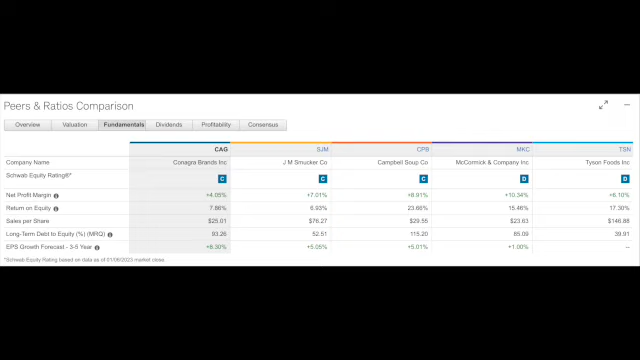 Peers & Ratios Comparison
Overview Valuation Fundamentals Dividends Profitability Consensus
CAG SJM CPB MKC TSN
Company Name Conagra Brands Inc J M Smucker Co Campbell Soup Co McCormick & Company Inc Tyson Foods Inc
Schwab Equity Rating®* C C C D D
Net Profit Margin +4.05% +7.01% +8.91% +10.34% +6.10%
Return on Equity 7.86% 6.93% 23.66% 15.46% 17.30%
Sales per Share $25.01 $76.27 $29.55 $23.63 $146.88
Long-Term Debt to Equity (%) (MRQ) 93.26 52.51 115.20 85.09 39.91
EPS Growth Forecast - 3-5 Year +6.30% +5.05% +5.01% +1.00% --
*Schwab Equity Rating based on data as of 01/06/2023 market close.